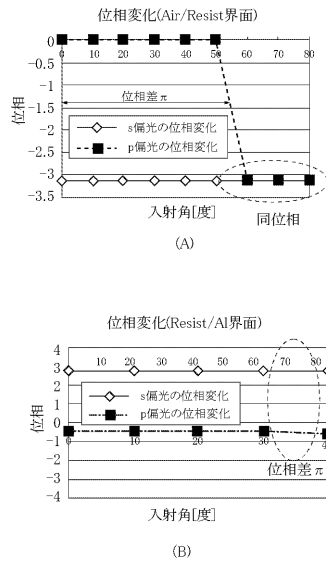 位相変化(Air/Resist界面)
0 10 20 30 40 50 60 70 80
0
-0.5
-1
-1.5
-2
-2.5
-3
-3.5
位相
位相差π
s偏光の位相変化
p偏光の位相変化
入射角[度]
同位相
(A)
位相変化(Resist/Al界面)
4
3
2
1
0
-1
-2
-3
-4
10 20 30 40 50 60 70 80
位相
s偏光の位相変化
p偏光の位相変化
0 10 20 30 4
位相差π
入射角[度]
(B)